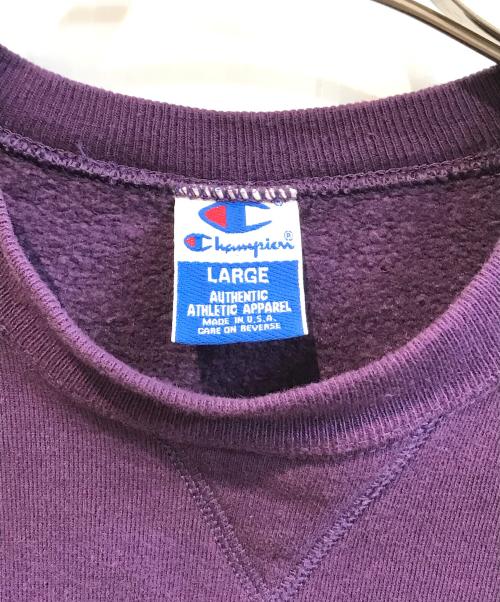 Champion®
LARGE
AUTHENTIC
ATHLETIC APPAREL
MADE IN U.S.A.
CARE ON REVERSE